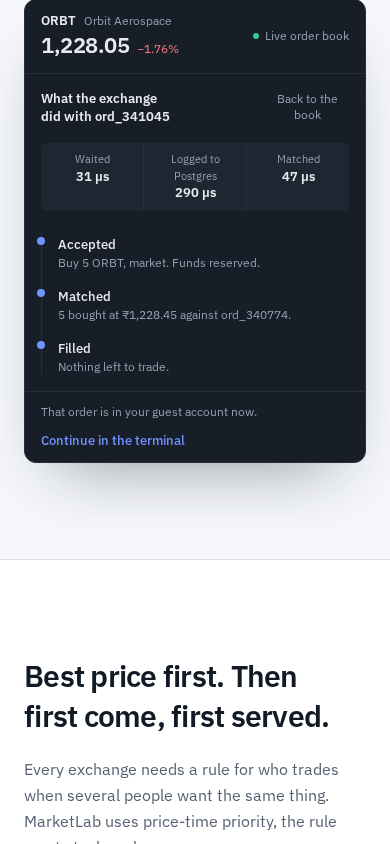 ORBT Orbit Aerospace
1,228.05 −1.76%
Live order book
What the exchange
did with ord_341045
Back to the
book
Waited
31 µs
Logged to
Postgres
290 µs
Matched
47 µs
Accepted
Buy 5 ORBT, market. Funds reserved.
Matched
5 bought at ₹1,228.45 against ord_340774.
Filled
Nothing left to trade.
That order is in your guest account now.
Continue in the terminal
Best price first. Then
first come, first served.
Every exchange needs a rule for who trades
when several people want the same thing.
MarketLab uses price-time priority, the rule